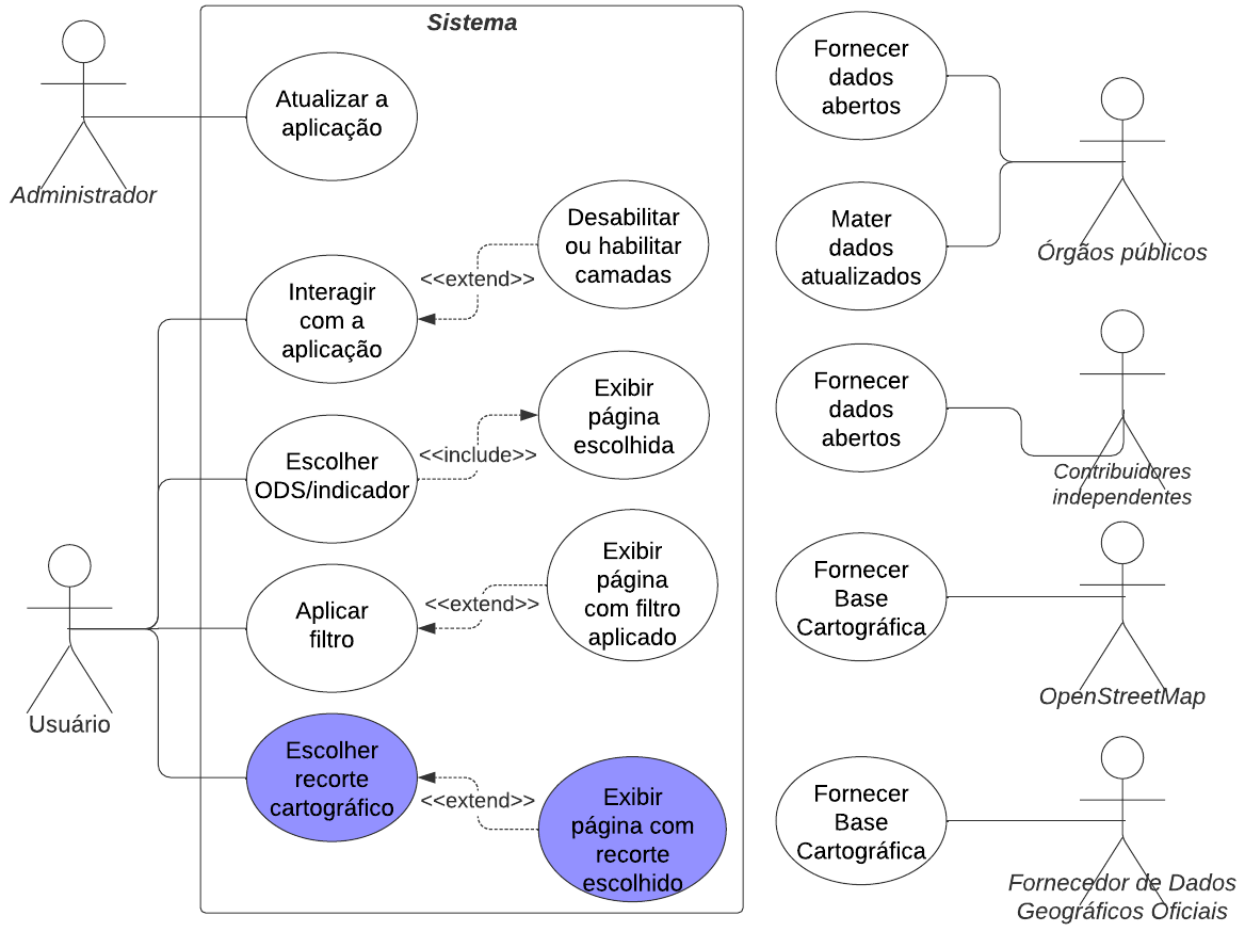 Sistema
Atualizar a
aplicação
Administrador
Desabilitar
ou habilitar
camadas
<<extend>>
Interagir
com a
aplicação
Exibir
página
escolhida
<<include>>
Escolher
ODS/indicador
Exibir
página
com filtro
aplicado
<<extend>>
Aplicar
filtro
Usuário
Escolher
recorte
cartográfico
<<extend>>
Exibir
página com
recorte
escolhido
Fornecer
dados
abertos
Mater
dados
atualizados
Órgãos públicos
Fornecer
dados
abertos
Contribuidores
independentes
Fornecer
Base
Cartográfica
OpenStreetMap
Fornecer
Base
Cartográfica
Fornecedor de Dados
Geográficos Oficiais